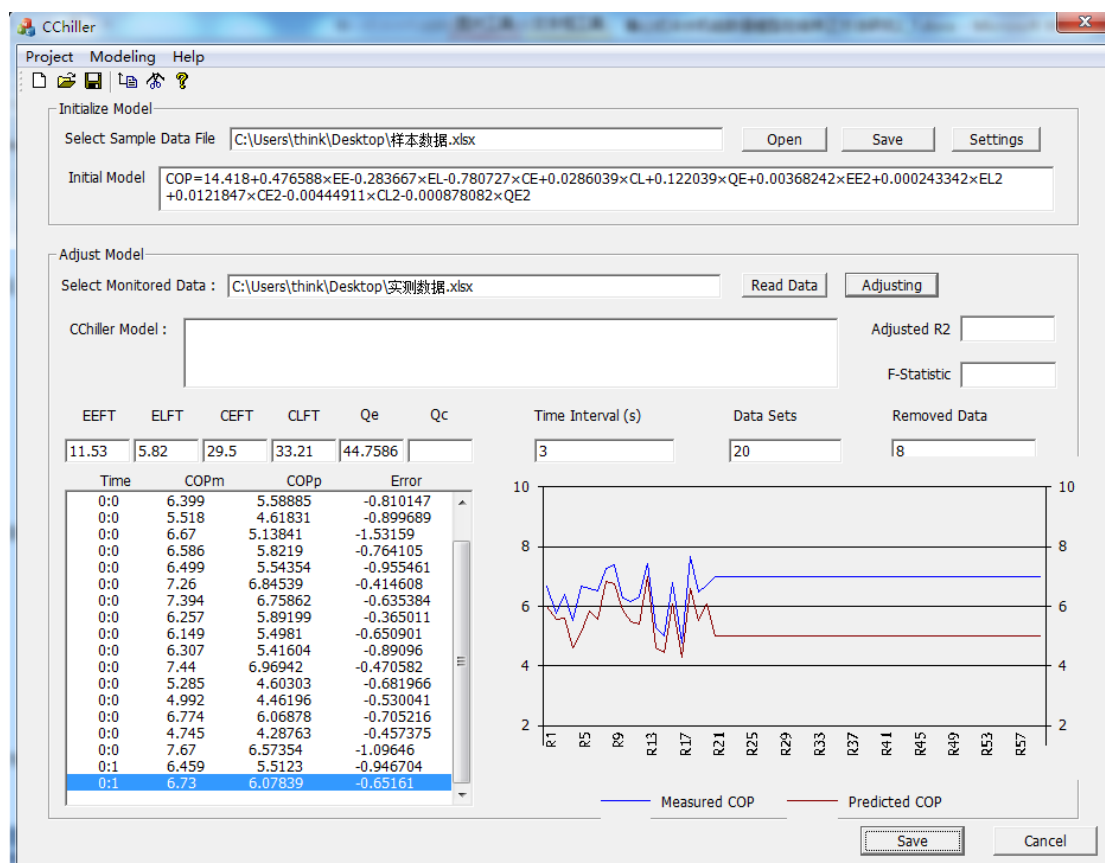 CChiller
Project Modeling Help
Initialize Model
Select Sample Data File C:\Users\think\Desktop\样本数据.xlsx Open Save Settings
Initial Model COP=14.418+0.476588×EE-0.283667×EL-0.780727×CE+0.0286039×CL+0.122039×QE+0.00368242×EE2+0.000243342×EL2
+0.0121847×CE2-0.00444911×CL2-0.000878082×QE2
Adjust Model
Select Monitored Data : C:\Users\think\Desktop\实测数据.xlsx Read Data Adjusting
CChiller Model : Adjusted R2
F-Statistic
EEFT ELFT CEFT CLFT Qe Qc Time Interval (s) Data Sets Removed Data
11.53 5.82 29.5 33.21 44.7586 3 20 8
Time COPm COPp Error
0:0 6.399 5.58885 -0.810147
0:0 5.518 4.61831 -0.899689
0:0 6.67 5.13841 -1.53159
0:0 6.586 5.8219 -0.764105
0:0 6.499 5.54354 -0.955461
0:0 7.26 6.84539 -0.414608
0:0 7.394 6.75862 -0.635384
0:0 6.257 5.89199 -0.365011
0:0 6.149 5.4981 -0.650901
0:0 6.307 5.41604 -0.89096
0:0 7.44 6.96942 -0.470582
0:0 5.285 4.60303 -0.681966
0:0 4.992 4.46196 -0.530041
0:0 6.774 6.06878 -0.705216
0:0 4.745 4.28763 -0.457375
0:0 7.67 6.57354 -1.09646
0:1 6.459 5.5123 -0.946704
0:1 6.73 6.07839 -0.65161
10 10
8 8
6 6
4 4
2 2
R1 R5 R9 R13 R17 R21 R25 R29 R33 R37 R41 R45 R49 R53 R57
Measured COP Predicted COP
Save Cancel